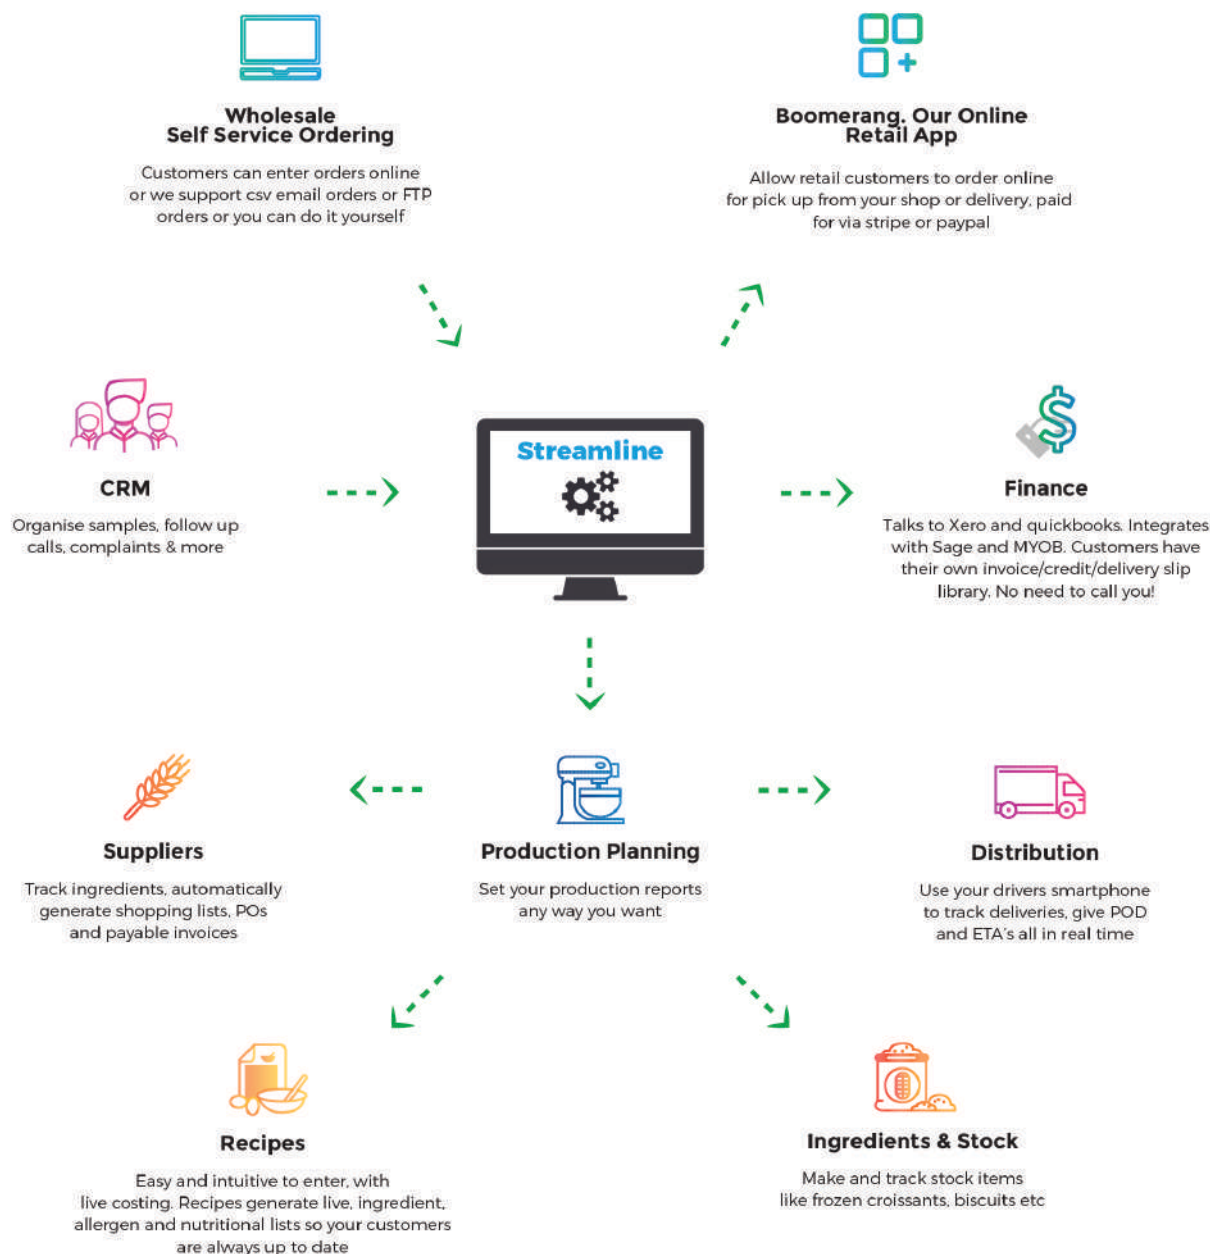 Wholesale
Self Service Ordering
Customers can enter orders online
or we support csv email orders or FTP
orders or you can do it yourself
Boomerang. Our Online
Retail App
Allow retail customers to order online
for pick up from your shop or delivery, paid
for via stripe or paypal
CRM
Organise samples, follow up
calls, complaints & more
Streamline
Finance
Talks to Xero and quickbooks. Integrates
with Sage and MYOB. Customers have
their own invoice/credit/delivery slip
library. No need to call you!
Suppliers
Track ingredients, automatically
generate shopping lists, POs
and payable invoices
Production Planning
Set your production reports
any way you want
Distribution
Use your drivers smartphone
to track deliveries, give POD
and ETA's all in real time
Recipes
Easy and intuitive to enter, with
live costing. Recipes generate live, ingredient,
allergen and nutritional lists so your customers
are always up to date
Ingredients & Stock
Make and track stock items
like frozen croissants, biscuits etc